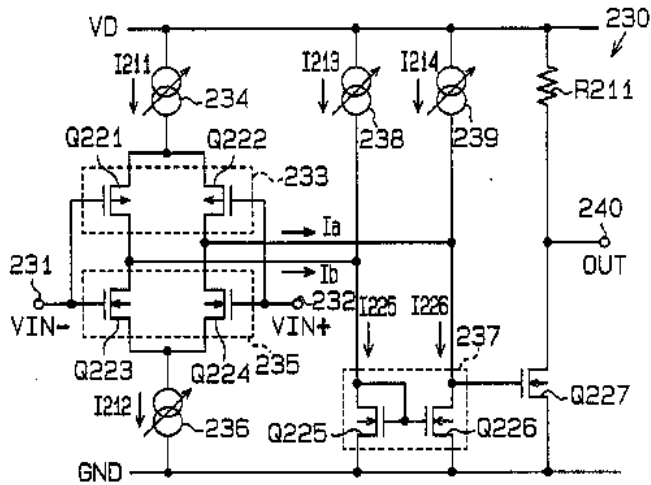 VD
230
I211
I213
I214
234
238
239
R211
Q221
Q222
233
240
Ia
OUT
231
Ib
232
I225
I226
VIN-
VIN+
237
Q223
Q224
235
Q227
I212
236
Q225
Q226
GND